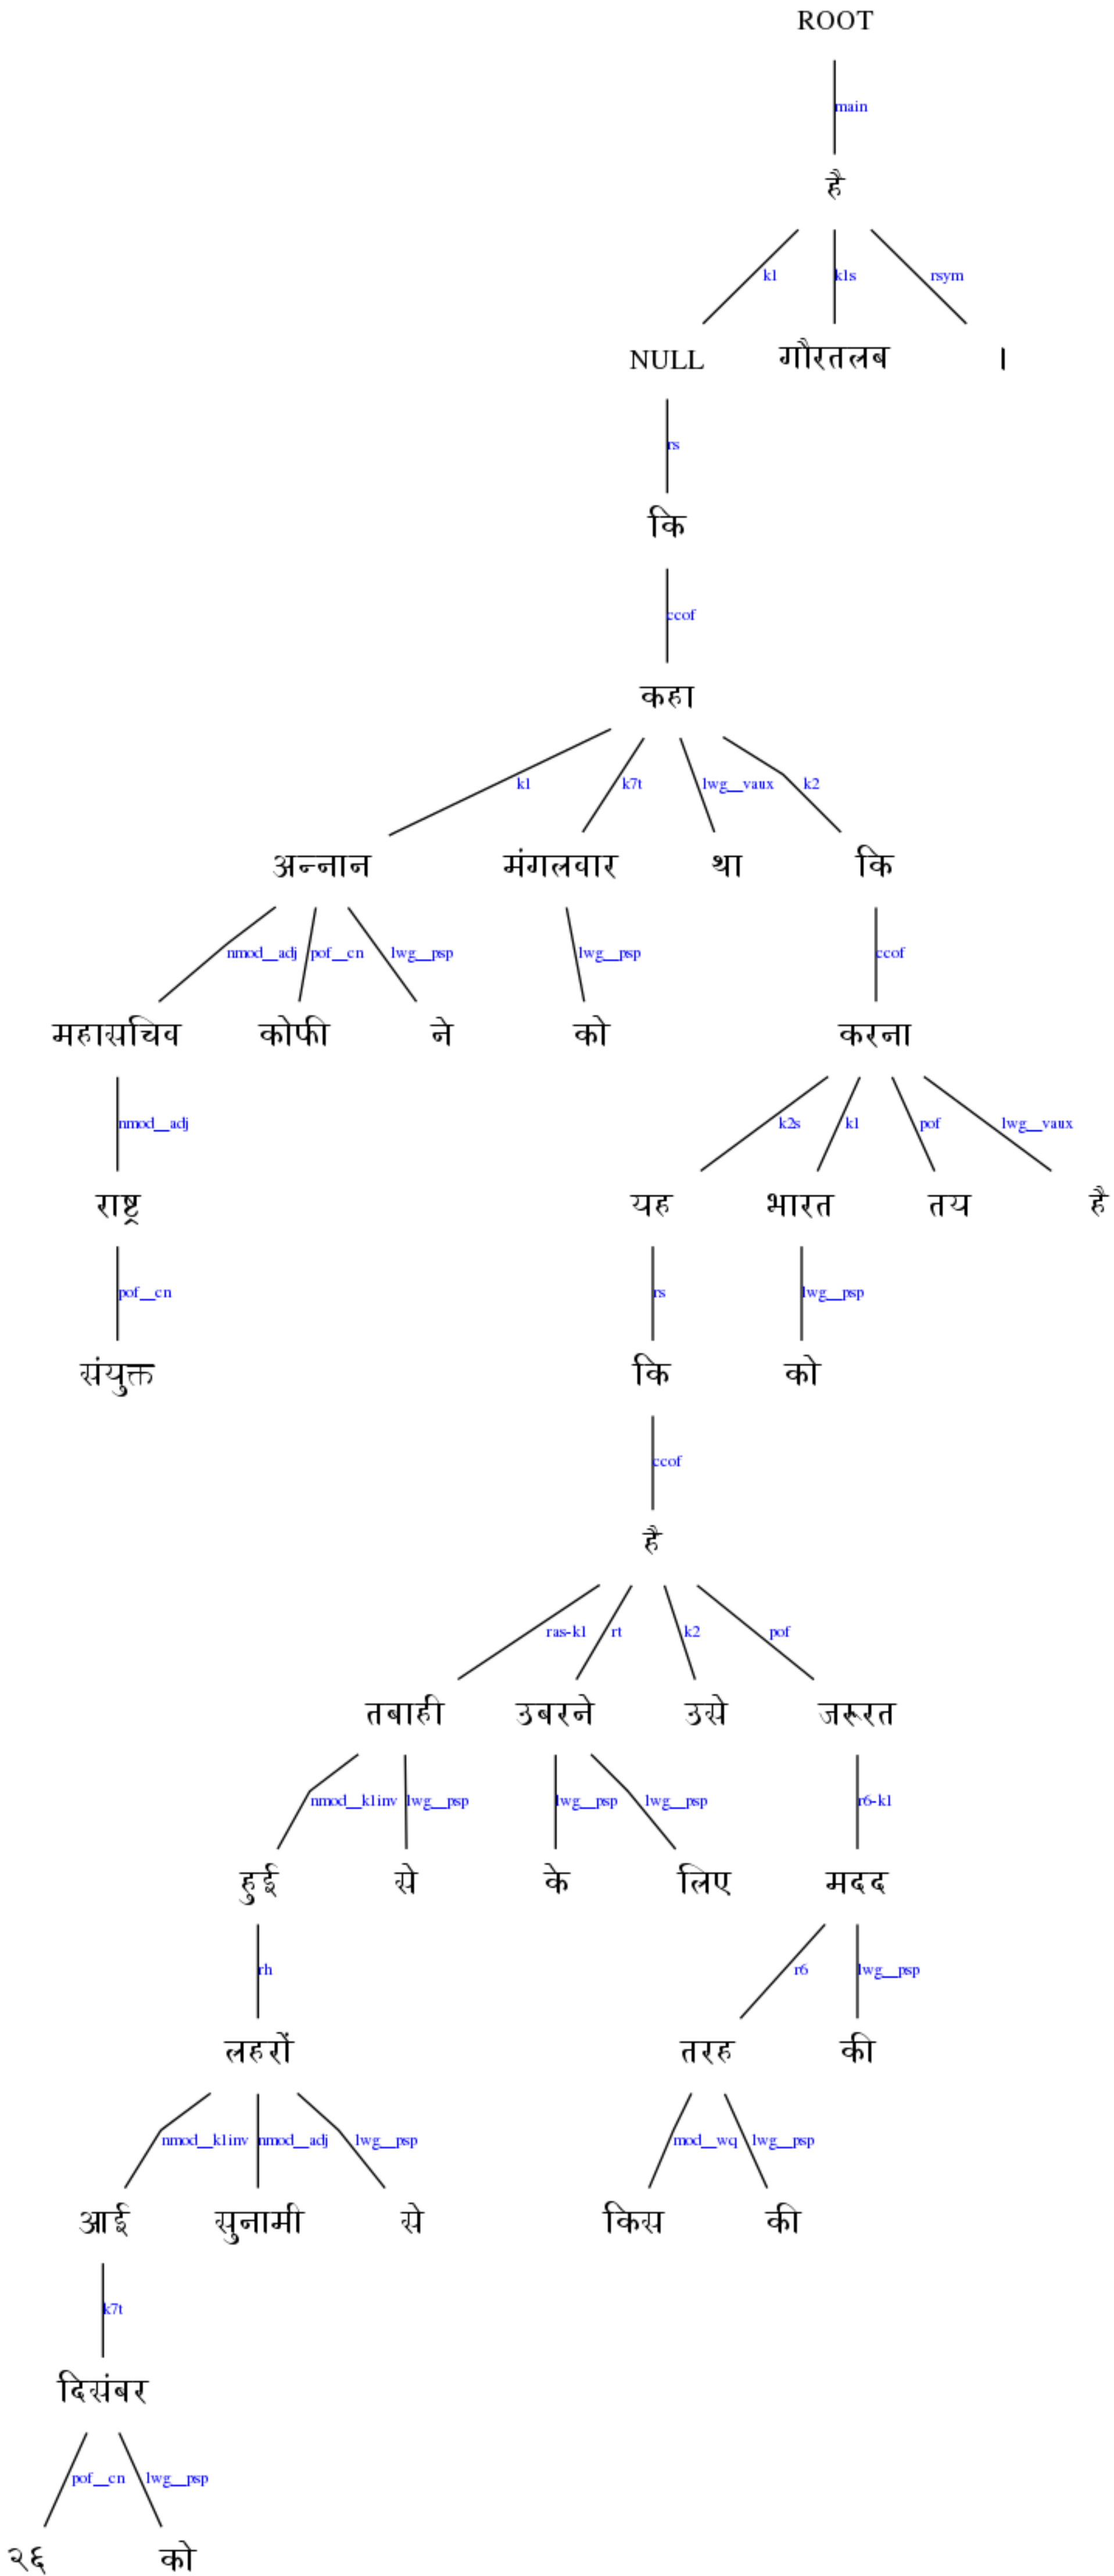 ROOT
main
है
k1 k1s rsym
NULL गौरतलब ।
rs
कि
ccof
कहा
k1 k7t lwg__vaux k2
अन्नान मंगलवार था कि
nmod__adj pof__cn lwg__psp lwg__psp ccof
महासचिव कोफी ने को करना
nmod__adj k2s k1 pof lwg__vaux
राष्ट्र यह भारत तय है
pof__cn rs lwg__psp
संयुक्त कि को
ccof
है
ras-k1 rt k2 pof
तबाही उबरने उसे जरूरत
nmod__k1inv lwg__psp lwg__psp lwg__psp r6-k1
हुई से के लिए मदद
rh r6 lwg__psp
लहरों तरह की
nmod__k1inv nmod__adj lwg__psp mod__wq lwg__psp
आई सुनामी से किस की
k7t
दिसंबर
pof__cn lwg__psp
२६ को